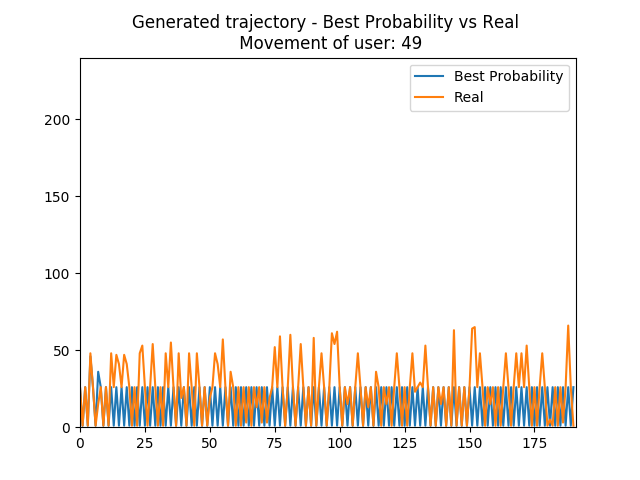 Generated trajectory - Best Probability vs Real
Movement of user: 49
Best Probability
Real
200
150
100
50
0
0 25 50 75 100 125 150 175